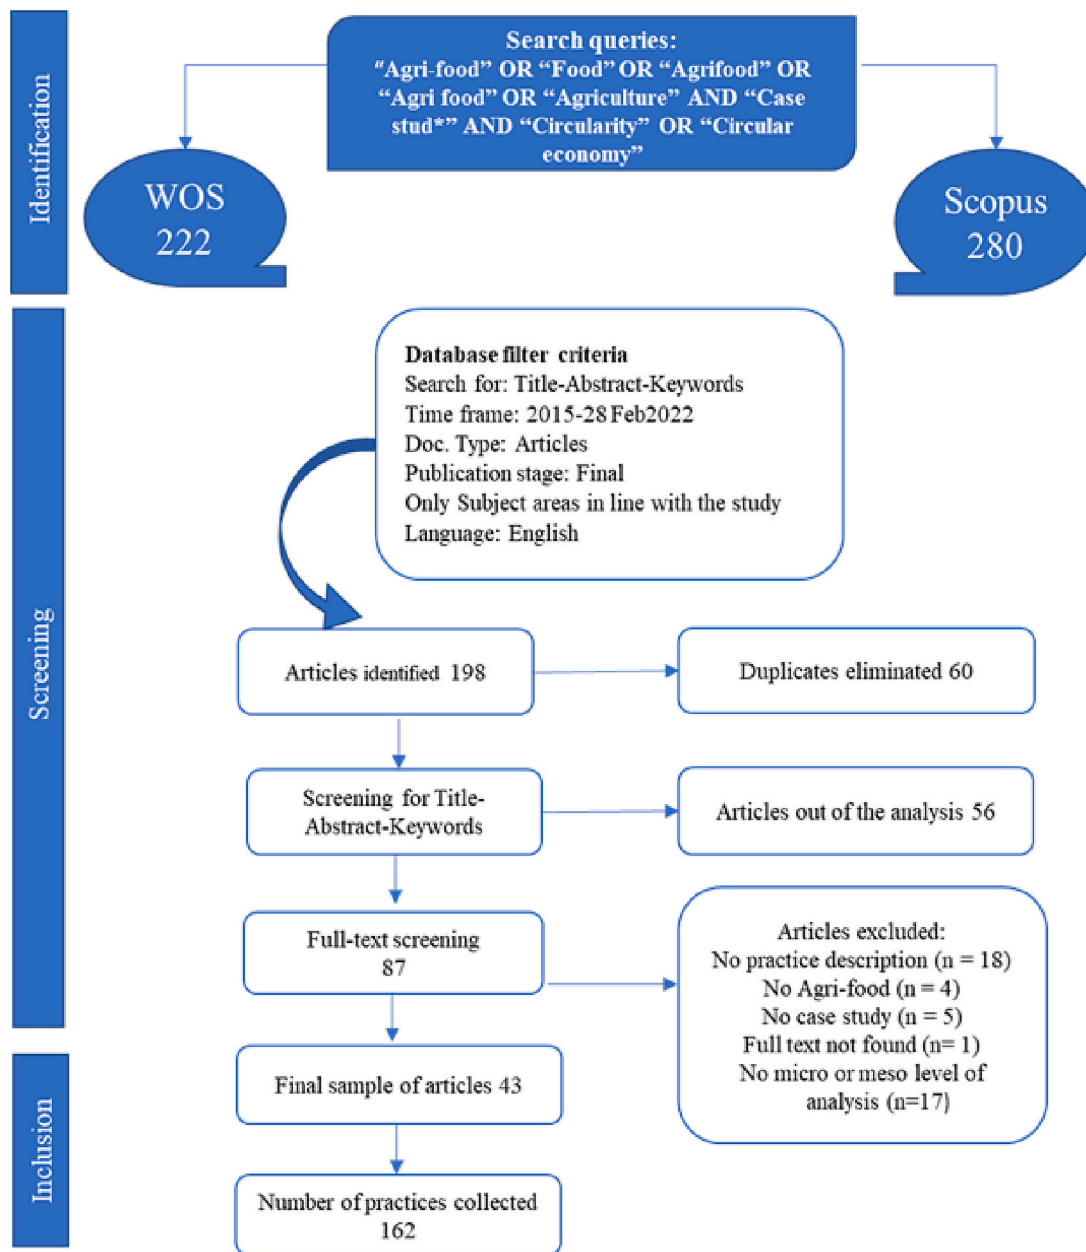 Identification
Search queries:
"Agri-food" OR “Food” OR “Agrifood” OR
“Agri food” OR “Agriculture” AND “Case
stud*” AND “Circularity” OR “Circular
economy”
WOS
222
Scopus
280
Screening
Database filter criteria
Search for: Title-Abstract-Keywords
Time frame: 2015-28 Feb2022
Doc. Type: Articles
Publication stage: Final
Only Subject areas in line with the study
Language: English
Articles identified 198
Duplicates eliminated 60
Screening for Title-
Abstract-Keywords
Articles out of the analysis 56
Full-text screening
87
Articles excluded:
No practice description (n = 18)
No Agri-food (n = 4)
No case study (n = 5)
Full text not found (n= 1)
No micro or meso level of
analysis (n=17)
Inclusion
Final sample of articles 43
Number of practices collected
162